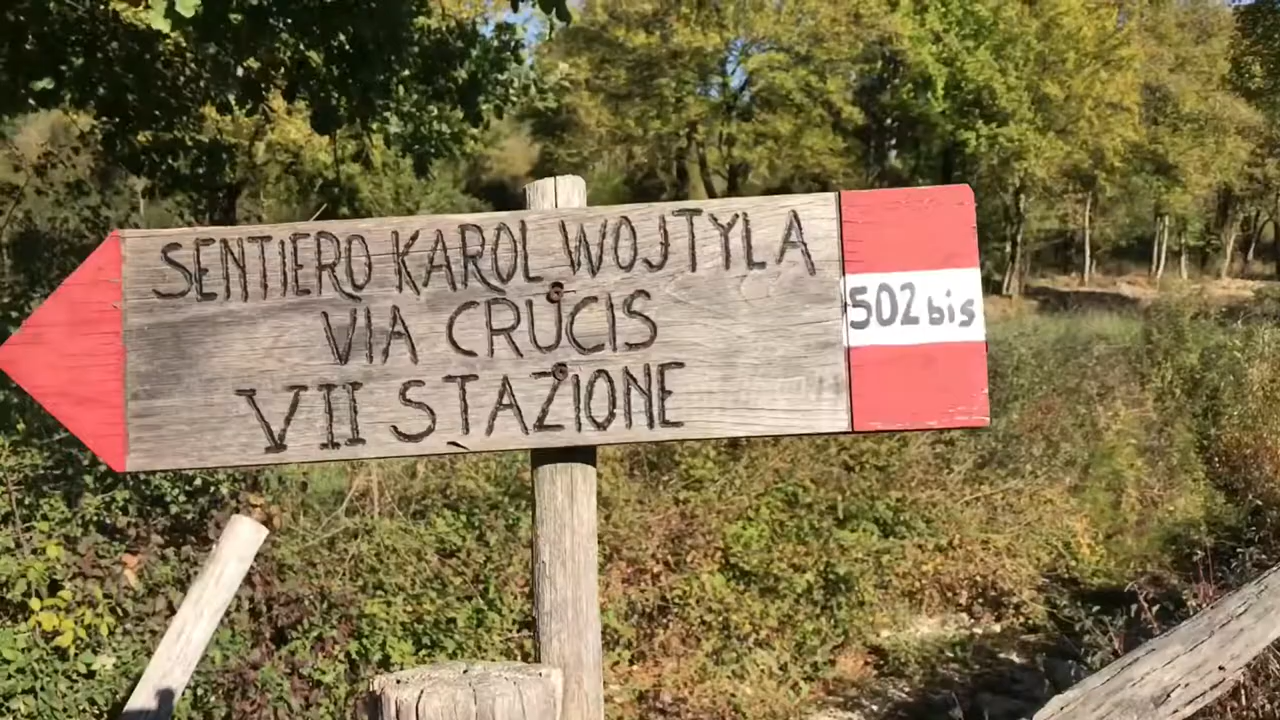 SENTIERO KAROL WOJTYLA
VIA CRUCIS
VII STAZIONE
502 bis